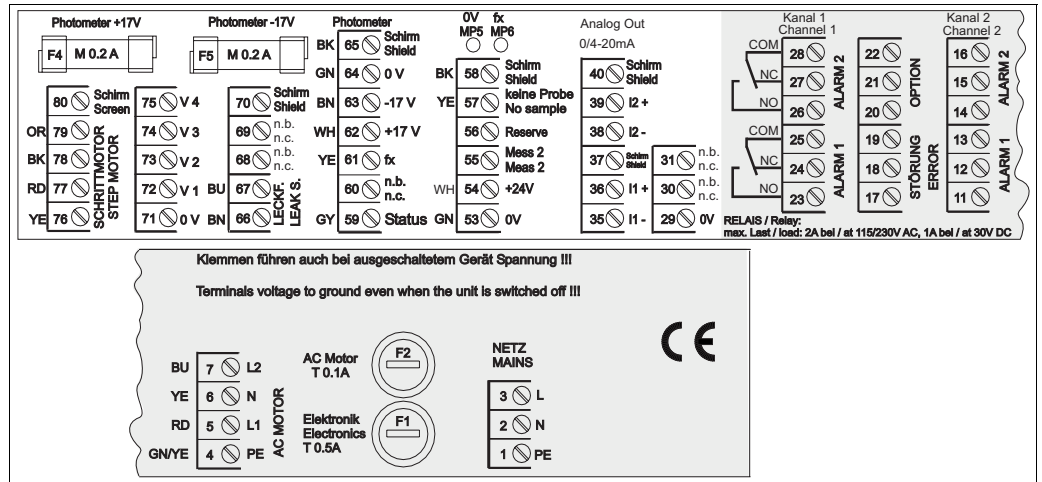 Photometer +17V
F4 M 0.2 A
Photometer -17V
F5 M 0.2 A
80 Schirm Screen
OR 79
BK 78
RD 77
YE 76
SCHRITTMOTOR
STEP MOTOR
75 V 4
74 V 3
73 V 2
72 V 1
71 0 V
70 Schirm Shield
69 n.b. n.c.
68 n.b. n.c.
BU 67
BN 66
LECKF.
LEAK S.
Photometer
BK 65 Schirm Shield
GN 64 0 V
BN 63 -17 V
WH 62 +17 V
YE 61 fx
60 n.b. n.c.
GY 59 Status
0V fx
MP5 MP6
BK 58 Schirm Shield
YE 57 keine Probe No sample
56 Reserve
55 Mess 2 Meas 2
WH 54 +24V
GN 53 0V
Analog Out
0/4-20mA
40 Schirm Shield
39 I2 +
38 I2 -
37 Schirm Shield
36 I1 +
35 I1 -
31 n.b. n.c.
30 n.b. n.c.
29 0V
Kanal 1
Channel 1
COM 28
NC 27
NO 26
ALARM 2
COM 25
NC 24
NO 23
ALARM 1
22
21
20
OPTION
19
18
17
STÖRUNG
ERROR
Kanal 2
Channel 2
16
15
14
ALARM 2
13
12
11
ALARM 1
RELAIS / Relay:
max. Last / load: 2A bei / at 115/230V AC, 1A bei / at 30V DC
Klemmen führen auch bei ausgeschaltetem Gerät Spannung !!!
Terminals voltage to ground even when the unit is switched off !!!
BU 7 L2
YE 6 N
RD 5 L1
GN/YE 4 PE
AC MOTOR
AC Motor
T 0.1A
F2
Elektronik
Electronics
T 0.5A
F1
NETZ
MAINS
3 L
2 N
1 PE
CE